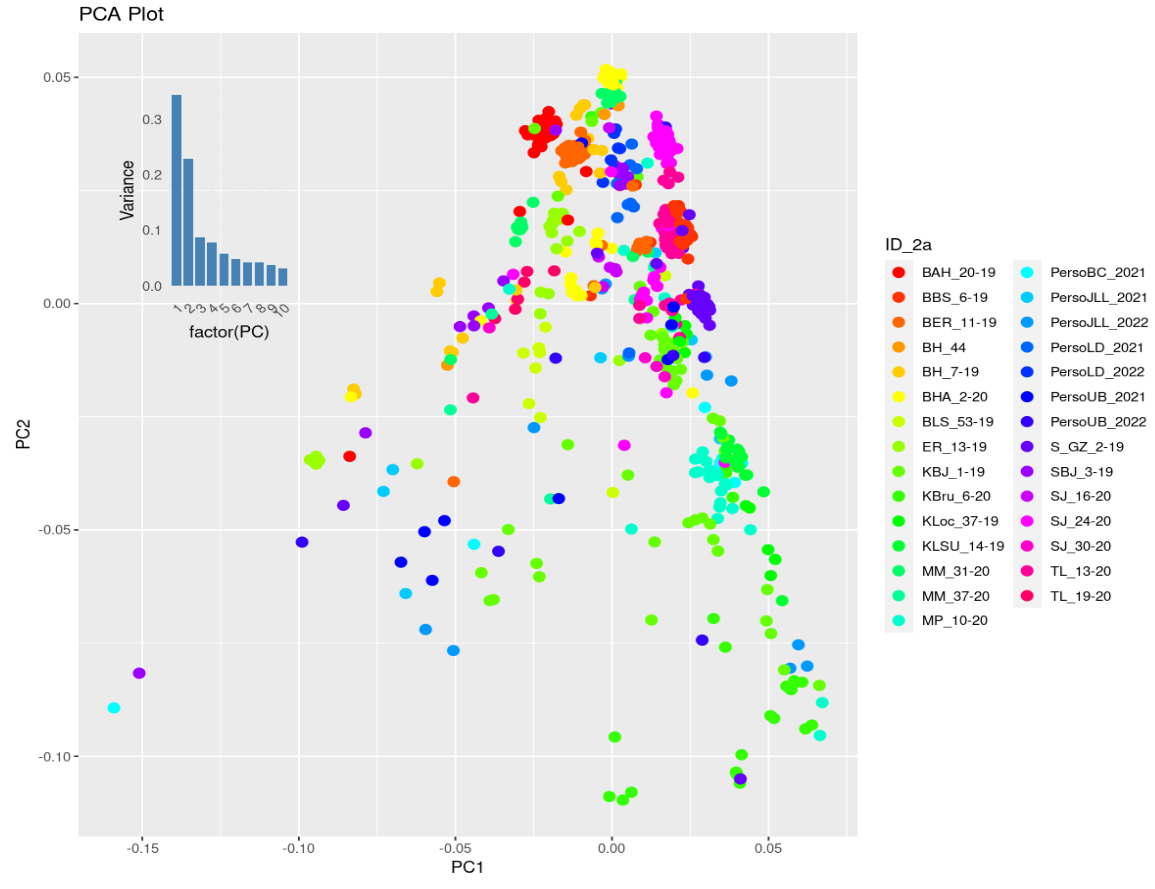 PCA Plot
0.05
0.00
-0.05
-0.10
PC2
0.3
0.2
0.1
0.0
Variance
1 2 3 4 5 6 7 8 9 10
factor(PC)
-0.15 -0.10 -0.05 0.00 0.05
PC1
ID_2a
BAH_20-19
BBS_6-19
BER_11-19
BH_44
BH_7-19
BHA_2-20
BLS_53-19
ER_13-19
KBJ_1-19
KBru_6-20
KLoc_37-19
KLSU_14-19
MM_31-20
MM_37-20
MP_10-20
PersoBC_2021
PersoJLL_2021
PersoJLL_2022
PersoLD_2021
PersoLD_2022
PersoUB_2021
PersoUB_2022
S_GZ_2-19
SBJ_3-19
SJ_16-20
SJ_24-20
SJ_30-20
TL_13-20
TL_19-20